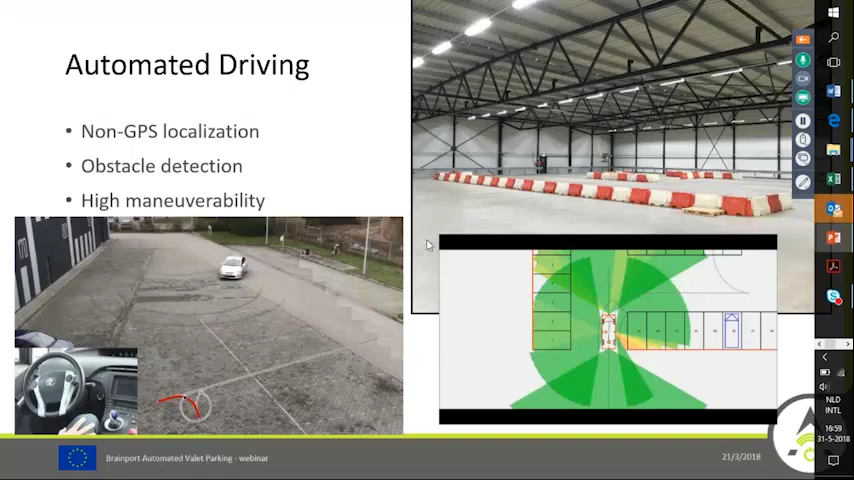 Automated Driving
• Non-GPS localization
• Obstacle detection
• High maneuverability
Brainport Automated Valet Parking - webinar
21/3/2018
NLD
INTL
16:59
31-5-2018